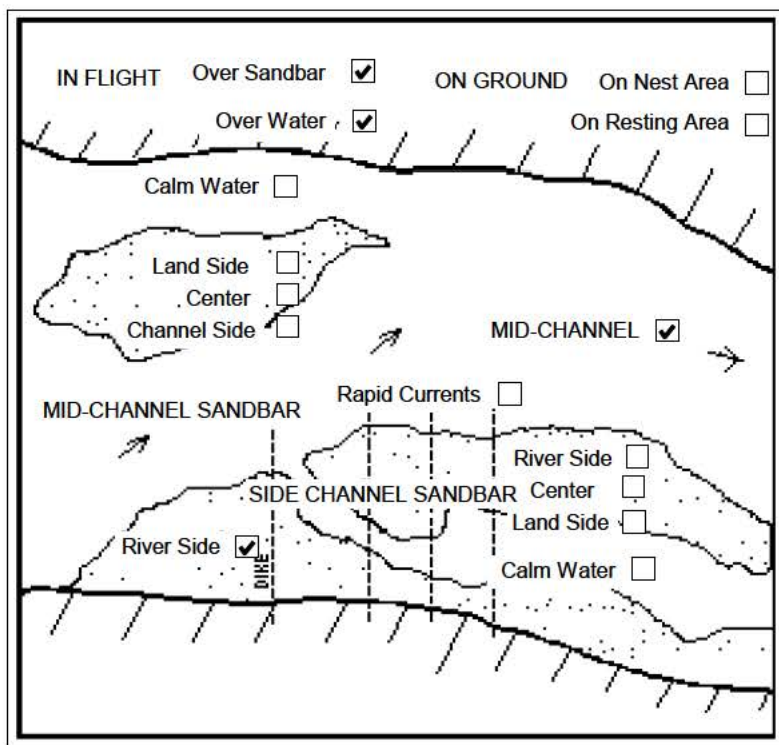 IN FLIGHT Over Sandbar ON GROUND On Nest Area
Over Water On Resting Area
Calm Water
Land Side
Center
Channel Side
MID-CHANNEL
Rapid Currents
MID-CHANNEL SANDBAR
River Side
SIDE CHANNEL SANDBAR Center
Land Side
River Side
DIKE
Calm Water